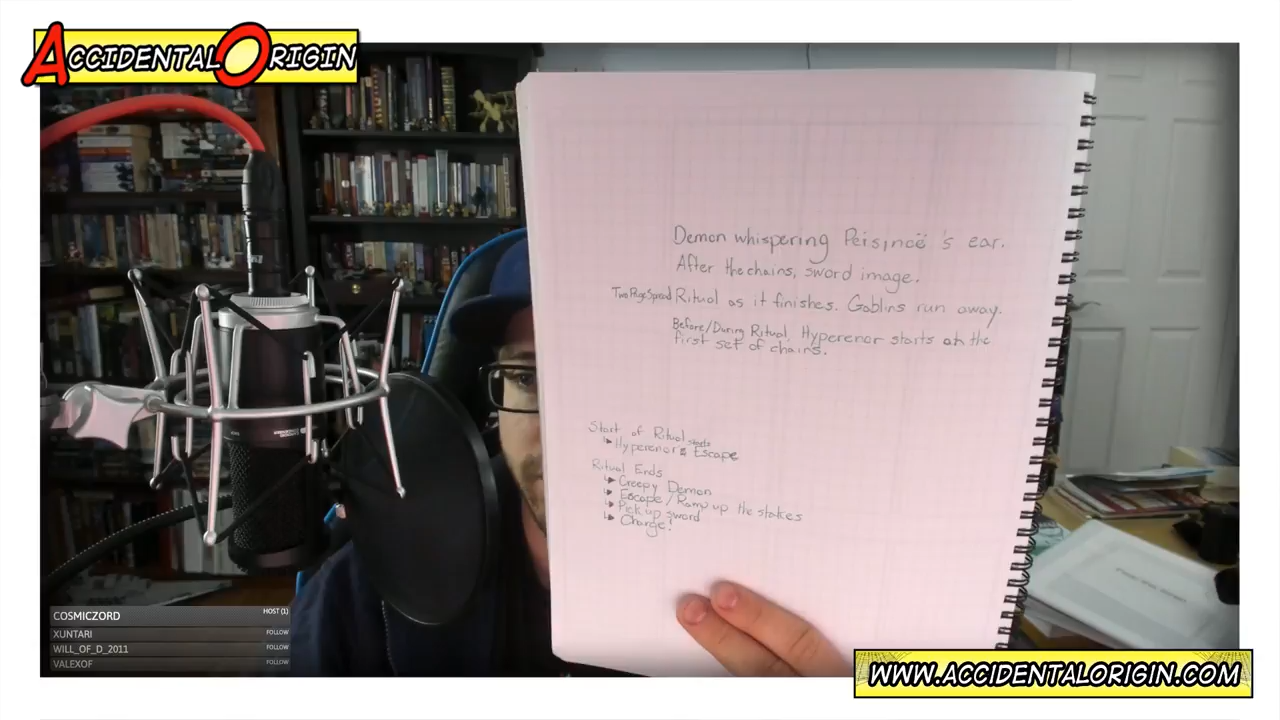 ACCIDENTAL ORIGIN
Demon whispering Peisinoë's ear.
After the chains, sword image.
Two Page Spread Ritual as it finishes. Goblins run away.
Before/During Ritual, Hyperenor starts on the
first set of chains.
Start of Ritual starts
Hyperenor Escape
Ritual Ends
Creepy Demon
Escape/Ramp up the stakes
Pick up sword
Charge!
COSMICZORD HOST (1)
XUNTARI FOLLOW
WILL_OF_D_2011 FOLLOW
VALEXOF FOLLOW
WWW.ACCIDENTALORIGIN.COM